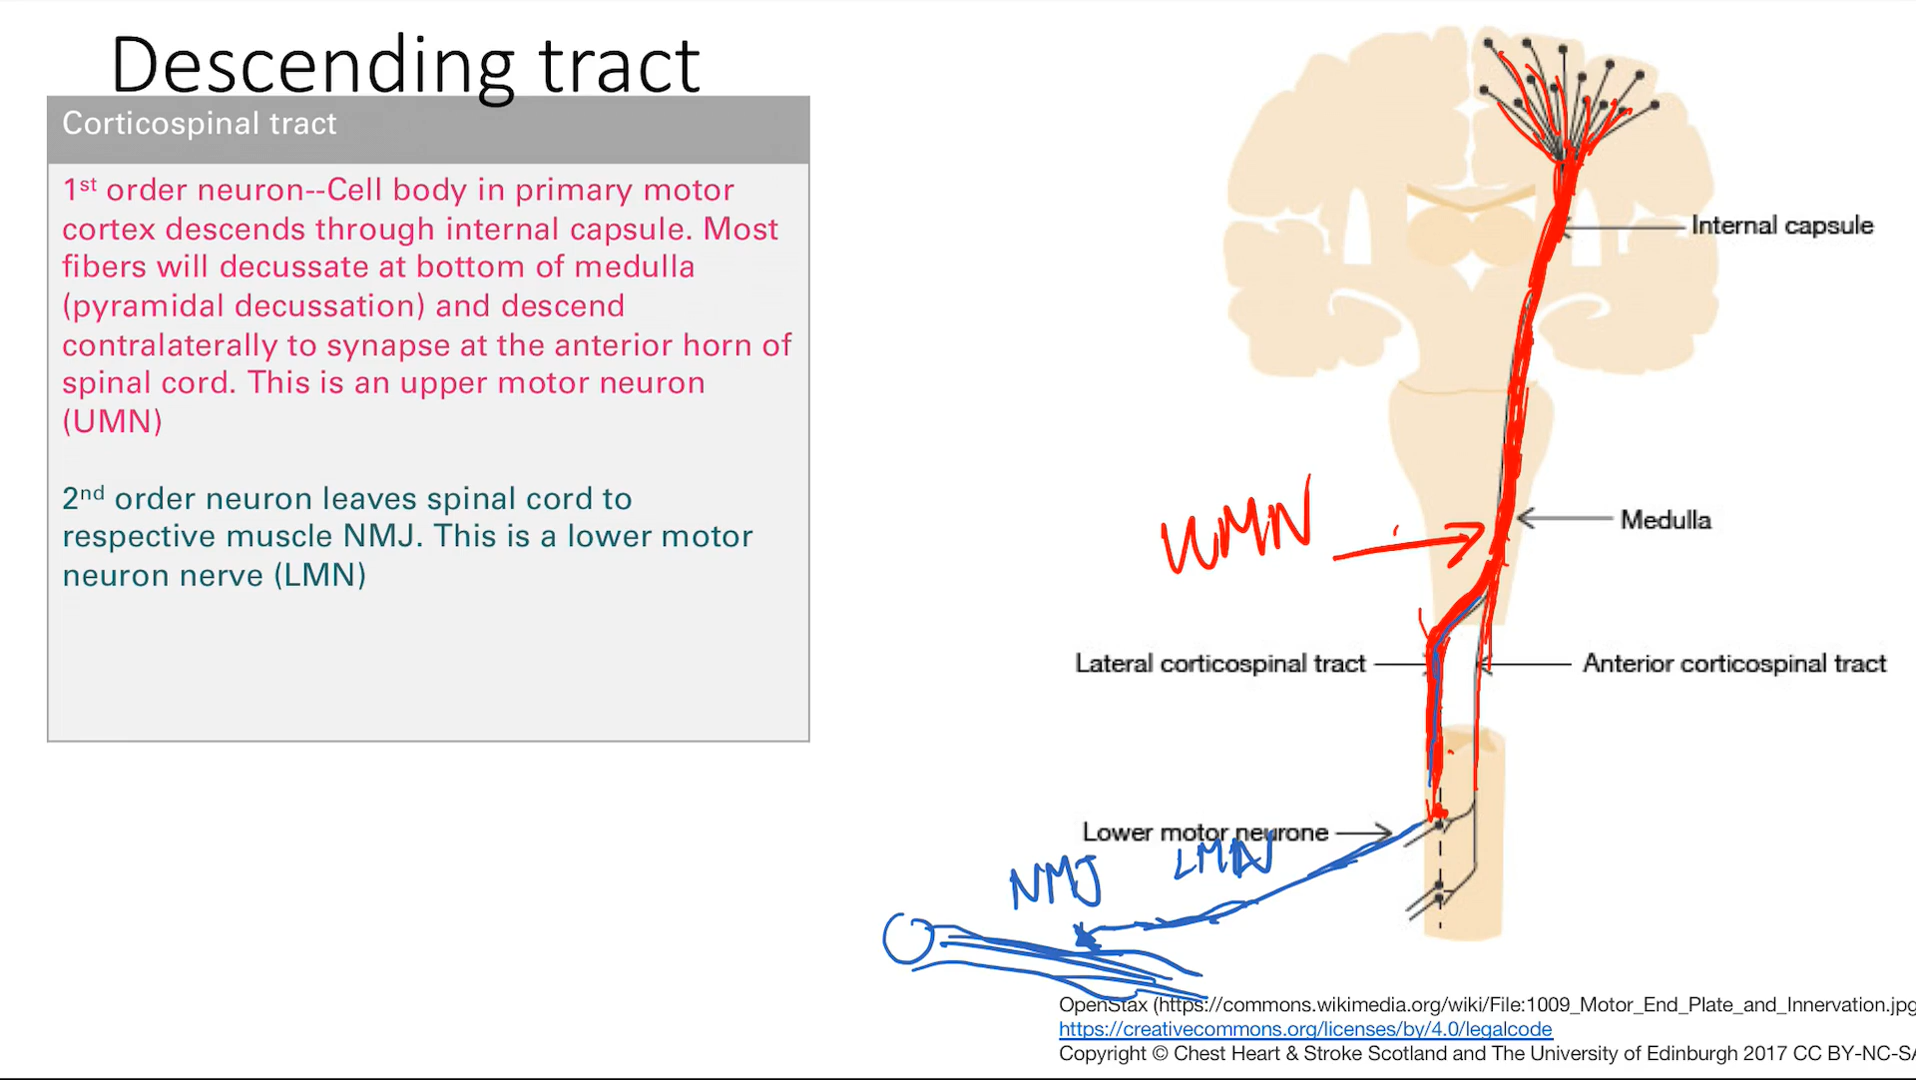 Descending tract
Corticospinal tract
1st order neuron--Cell body in primary motor
cortex descends through internal capsule. Most
fibers will decussate at bottom of medulla
(pyramidal decussation) and descend
contralaterally to synapse at the anterior horn of
spinal cord. This is an upper motor neuron
(UMN)
2nd order neuron leaves spinal cord to
respective muscle NMJ. This is a lower motor
neuron nerve (LMN)
Internal capsule
UMN
Medulla
Lateral corticospinal tract
Anterior corticospinal tract
Lower motor neurone
NMJ
LMN
OpenStax (https://commons.wikimedia.org/wiki/File:1009_Motor_End_Plate_and_Innervation.jpg
https://creativecommons.org/licenses/by/4.0/legalcode
Copyright © Chest Heart & Stroke Scotland and The University of Edinburgh 2017 CC BY-NC-SA